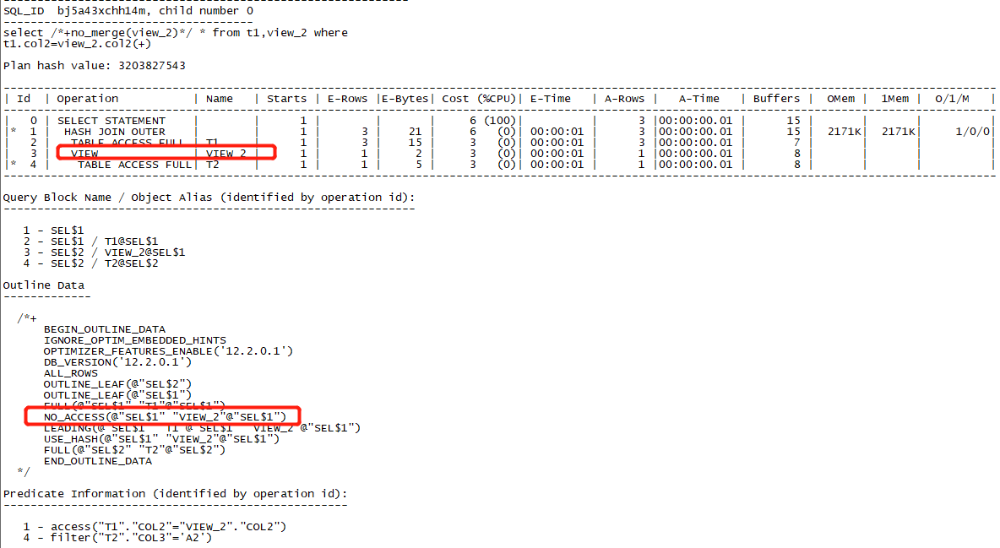 SQL_ID  bj5a43xchh14m, child number 0
-------------------------------------
select /*+no_merge(view_2)*/ * from t1,view_2 where
t1.col2=view_2.col2(+)
Plan hash value: 3203827543
| Id  | Operation            | Name   | Starts | E-Rows |E-Bytes| Cost (%CPU)| E-Time   | A-Rows |   A-Time   | Buffers |  OMem |  1Mem |  O/1/M   |
|   0 | SELECT STATEMENT     |        |      1 |        |       |     6 (100)|          |      3 |00:00:00.01 |      15 |       |       |          |
|*  1 |  HASH JOIN OUTER     |        |      1 |      3 |    21 |     6   (0)| 00:00:01 |      3 |00:00:00.01 |      15 |  2171K|  2171K|     1/0/0|
|   2 |   TABLE ACCESS FULL  | T1     |      1 |      3 |    15 |     3   (0)| 00:00:01 |      3 |00:00:00.01 |       7 |       |       |          |
|   3 |   VIEW               | VIEW_2 |      1 |      1 |     2 |     3   (0)| 00:00:01 |      1 |00:00:00.01 |       8 |       |       |          |
|*  4 |    TABLE ACCESS FULL| T2     |      1 |      1 |     5 |     3   (0)| 00:00:01 |      1 |00:00:00.01 |       8 |       |       |          |
Query Block Name / Object Alias (identified by operation id):
-------------------------------------------------------------
   1 - SEL$1
   2 - SEL$1 / T1@SEL$1
   3 - SEL$2 / VIEW_2@SEL$1
   4 - SEL$2 / T2@SEL$2
Outline Data
-------------
  /*+
      BEGIN_OUTLINE_DATA
      IGNORE_OPTIM_EMBEDDED_HINTS
      OPTIMIZER_FEATURES_ENABLE('12.2.0.1')
      DB_VERSION('12.2.0.1')
      ALL_ROWS
      OUTLINE_LEAF(@"SEL$2")
      OUTLINE_LEAF(@"SEL$1")
      FULL(@"SEL$1" "T1"@"SEL$1")
      NO_ACCESS(@"SEL$1" "VIEW_2"@"SEL$1")
      LEADING(@"SEL$1" "T1"@"SEL$1" "VIEW_2"@"SEL$1")
      USE_HASH(@"SEL$1" "VIEW_2"@"SEL$1")
      FULL(@"SEL$2" "T2"@"SEL$2")
      END_OUTLINE_DATA
  */
Predicate Information (identified by operation id):
---------------------------------------------------
   1 - access("T1"."COL2"="VIEW_2"."COL2")
   4 - filter("T2"."COL3"='A2')